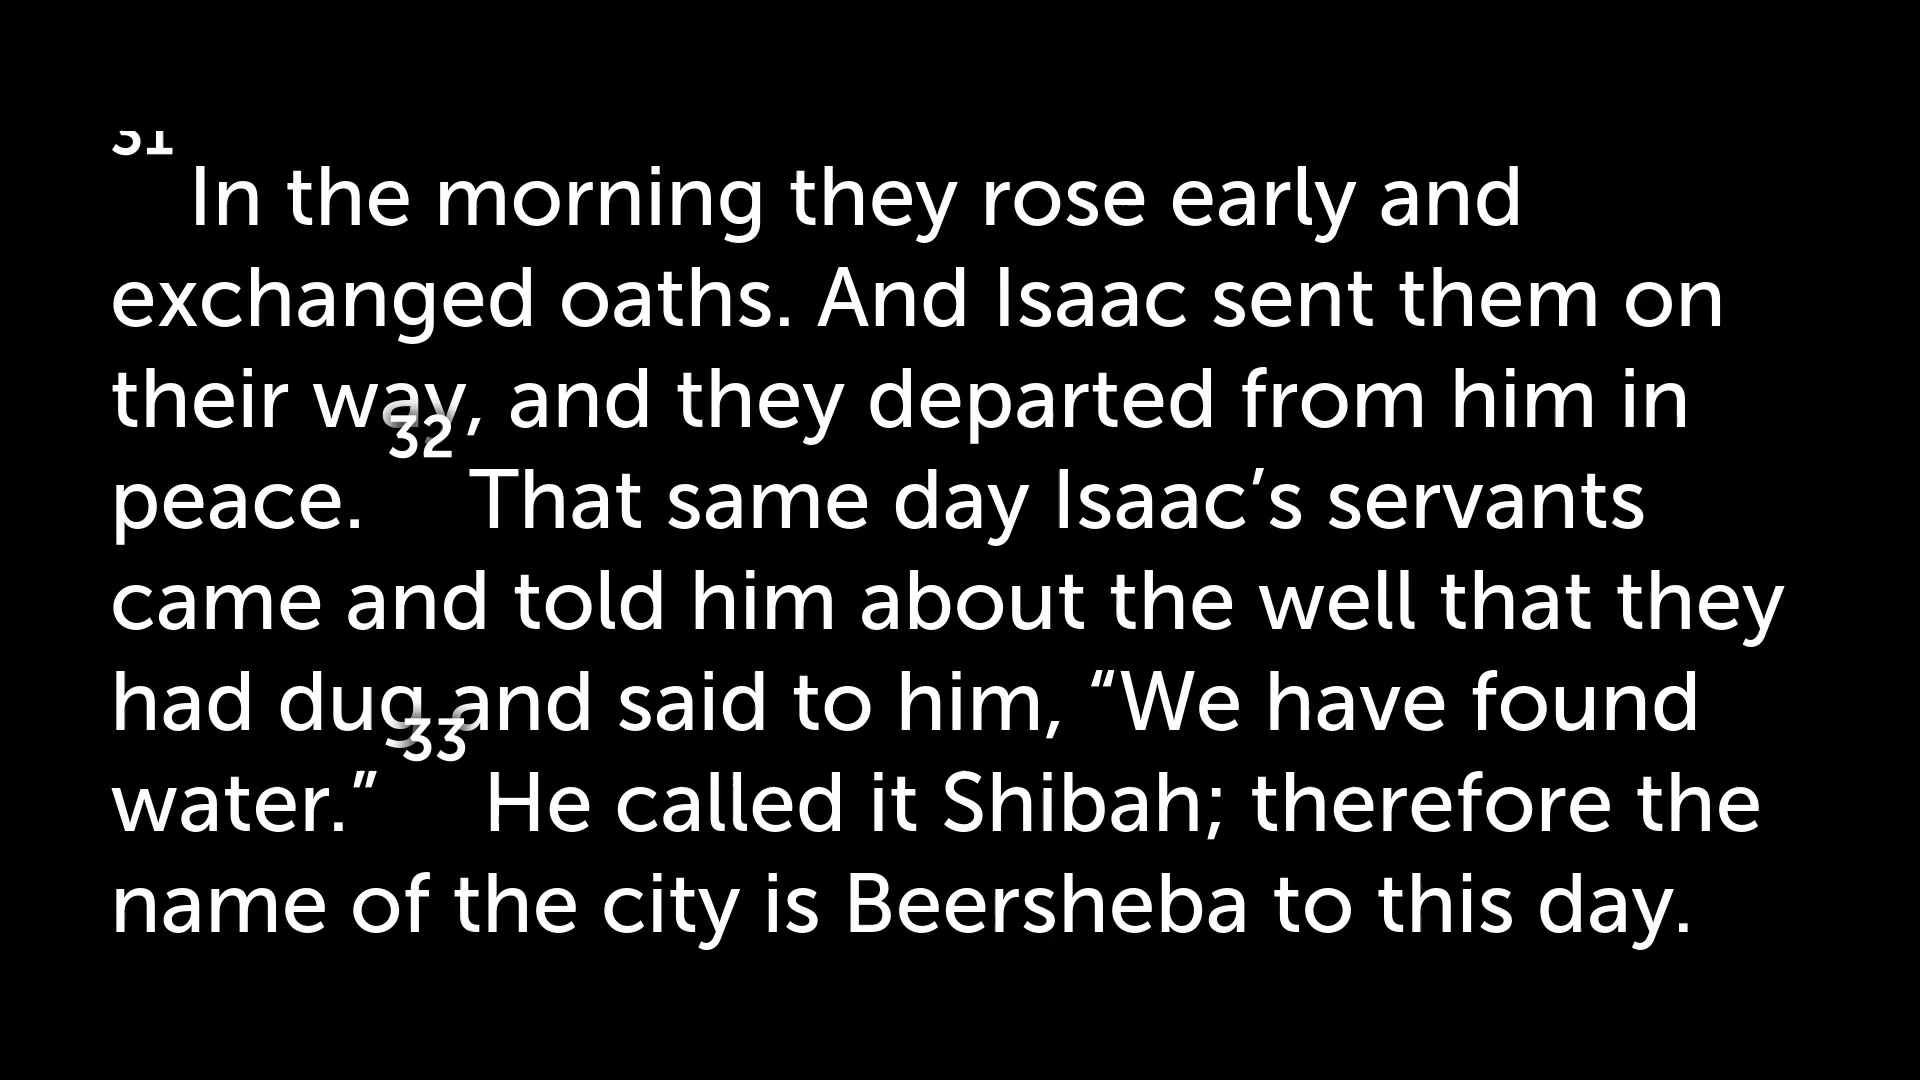 31 In the morning they rose early and
exchanged oaths. And Isaac sent them on
their way, and they departed from him in
peace. 32 That same day Isaac’s servants
came and told him about the well that they
had dug and said to him, “We have found
water.” 33 He called it Shibah; therefore the
name of the city is Beersheba to this day.